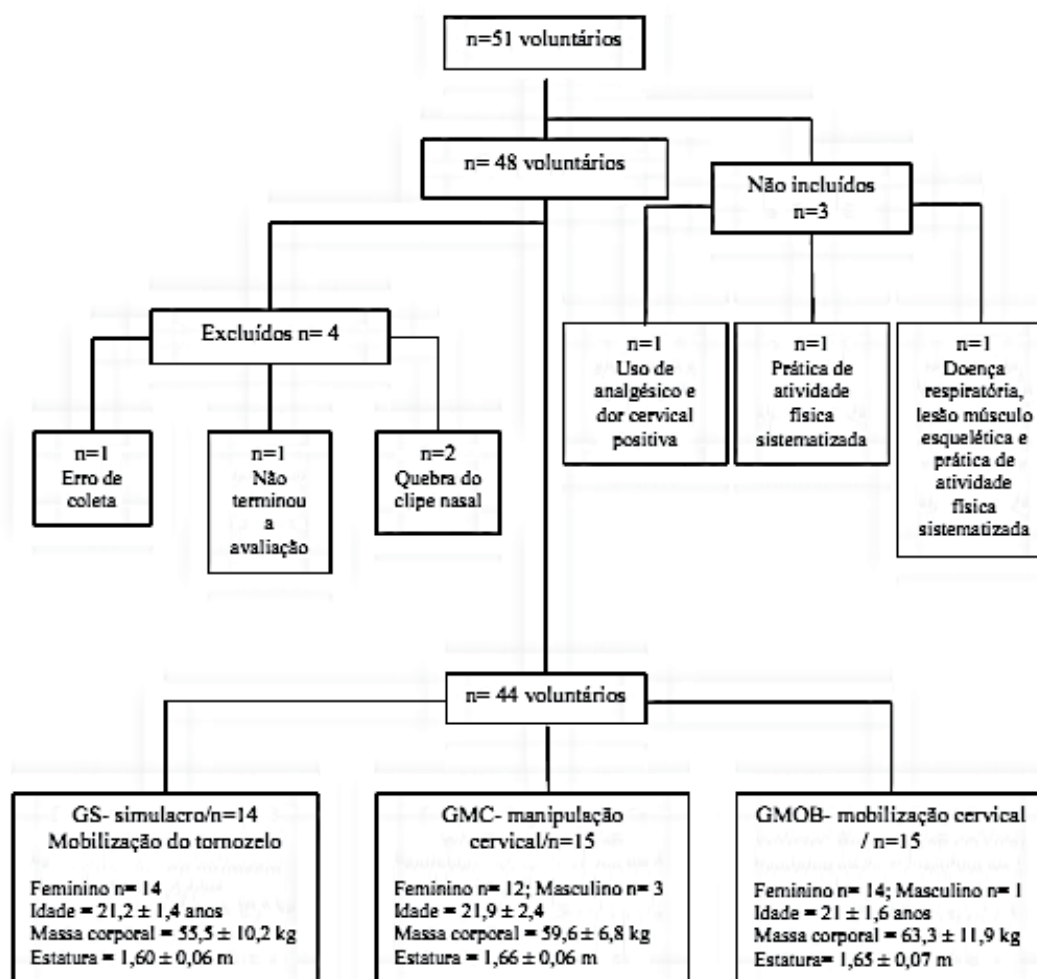 n=51 voluntários
n= 48 voluntários
Não incluídos
n=3
Excluídos n= 4
n=1
Erro de
coleta
n=1
Não
terminou
a
avaliação
n=2
Quebra do
clipe nasal
n=1
Uso de
analgésico e
dor cervical
positiva
n=1
Prática de
atividade
física
sistematizada
n=1
Doença
respiratória,
lesão músculo
esquelética e
prática de
atividade
física
sistematizada
n= 44 voluntários
GS- simulacro/n=14
Mobilização do tornozelo
Feminino n= 14
Idade = 21,2 ± 1,4 anos
Massa corporal = 55,5 ± 10,2 kg
Estatura = 1,60 ± 0,06 m
GMC- manipulação
cervical/n=15
Feminino n= 12; Masculino n= 3
Idade = 21,9 ± 2,4
Massa corporal = 59,6 ± 6,8 kg
Estatura = 1,66 ± 0,06 m
GMOB- mobilização cervical
/ n=15
Feminino n= 14; Masculino n= 1
Idade = 21 ± 1,6 anos
Massa corporal = 63,3 ± 11,9 kg
Estatura= 1,65 ± 0,07 m